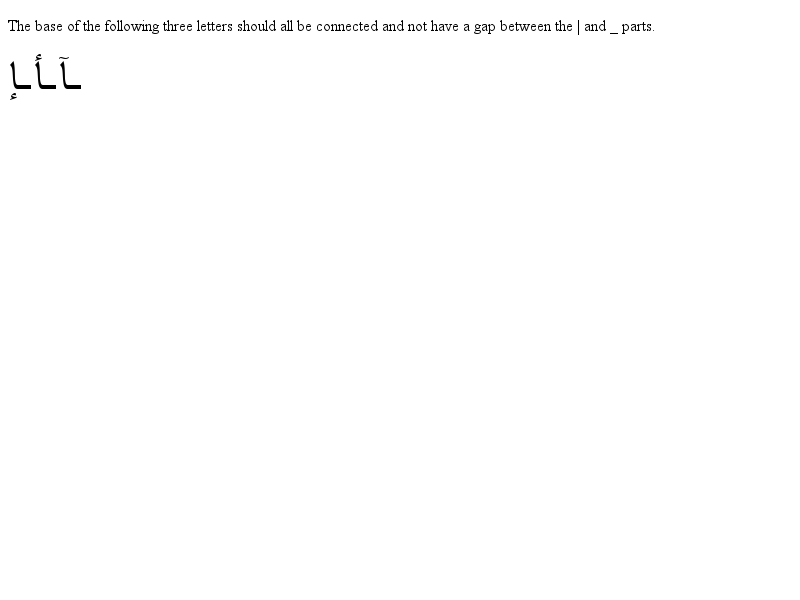 The base of the following three letters should all be connected and not have a gap between the | and _ parts.
ـآـأـإ